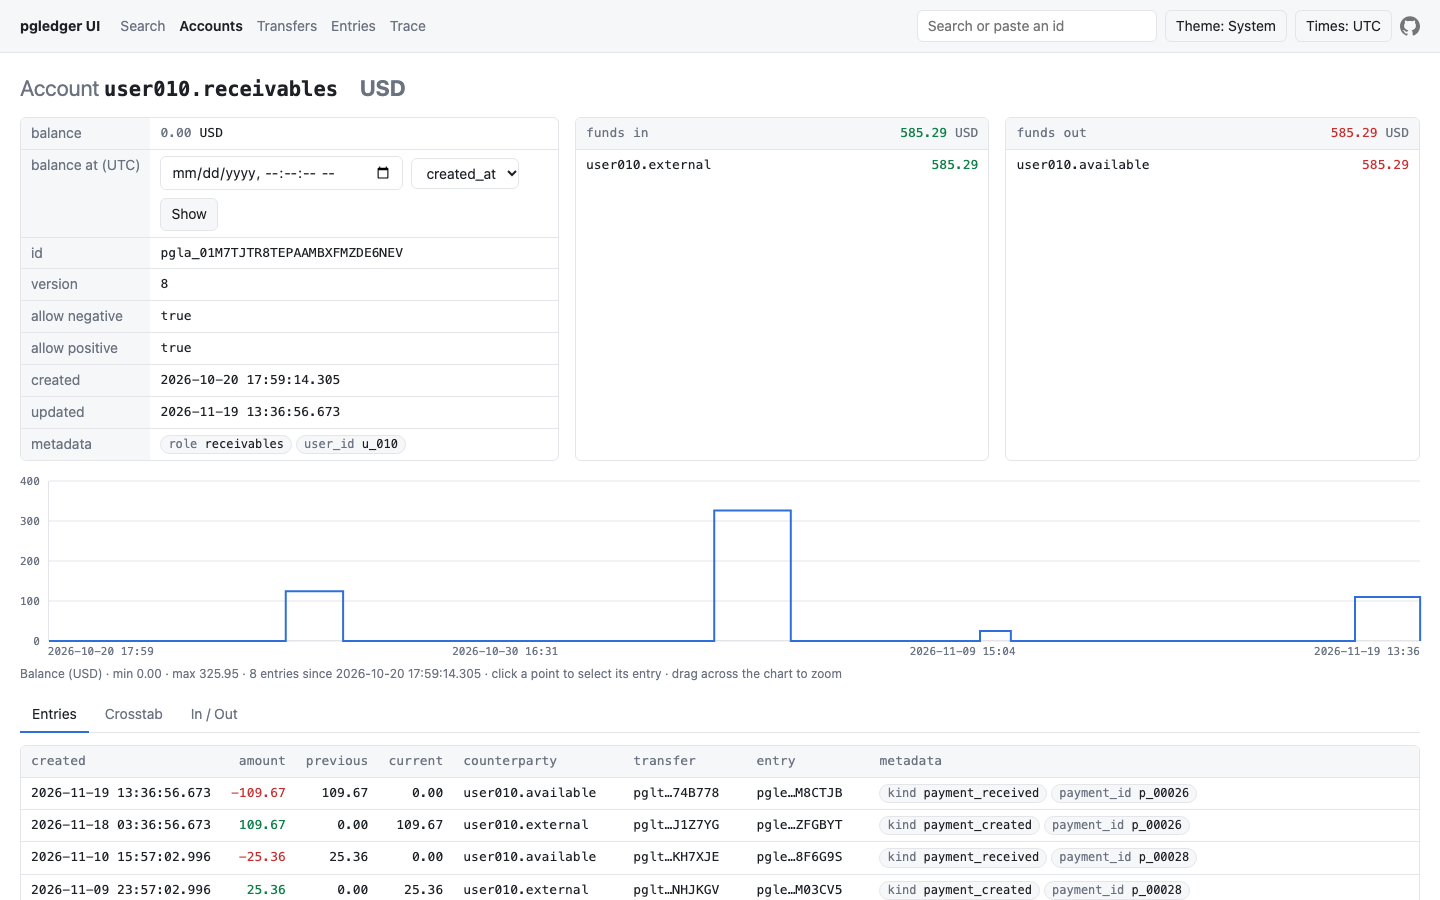 pgledger UI Search Accounts Transfers Entries Trace Search or paste an id Theme: System Times: UTC
Account user010.receivables USD
balance 0.00 USD
balance at (UTC) mm/dd/yyyy, --:--:-- -- created_at
Show
id pgla_01M7TJTR8TEPAAMBXFMZDE6NEV
version 8
allow negative true
allow positive true
created 2026-10-20 17:59:14.305
updated 2026-11-19 13:36:56.673
metadata role receivables user_id u_010
funds in 585.29 USD
user010.external 585.29
funds out 585.29 USD
user010.available 585.29
400
300
200
100
0
2026-10-20 17:59 2026-10-30 16:31 2026-11-09 15:04 2026-11-19 13:36
Balance (USD) · min 0.00 · max 325.95 · 8 entries since 2026-10-20 17:59:14.305 · click a point to select its entry · drag across the chart to zoom
Entries Crosstab In / Out
created amount previous current counterparty transfer entry metadata
2026-11-19 13:36:56.673 −109.67 109.67 0.00 user010.available pglt…74B778 pgle…M8CTJB kind payment_received payment_id p_00026
2026-11-18 03:36:56.673 109.67 0.00 109.67 user010.external pglt…J1Z7YG pgle…ZFGBYT kind payment_created payment_id p_00026
2026-11-10 15:57:02.996 −25.36 25.36 0.00 user010.available pglt…KH7XJE pgle…8F6G9S kind payment_received payment_id p_00028
2026-11-09 23:57:02.996 25.36 0.00 25.36 user010.external pglt…NHJKGV pgle…M03CV5 kind payment_created payment_id p_00028